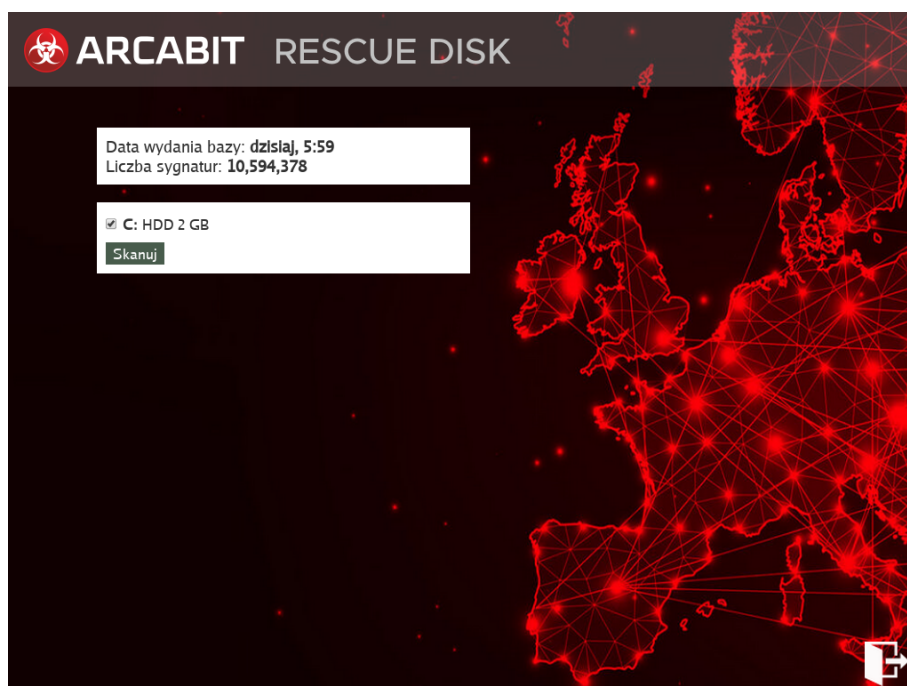 ARCABIT RESCUE DISK
Data wydania bazy: dzisiaj, 5:59
Liczba sygnatur: 10,594,378
C: HDD 2 GB
Skanuj